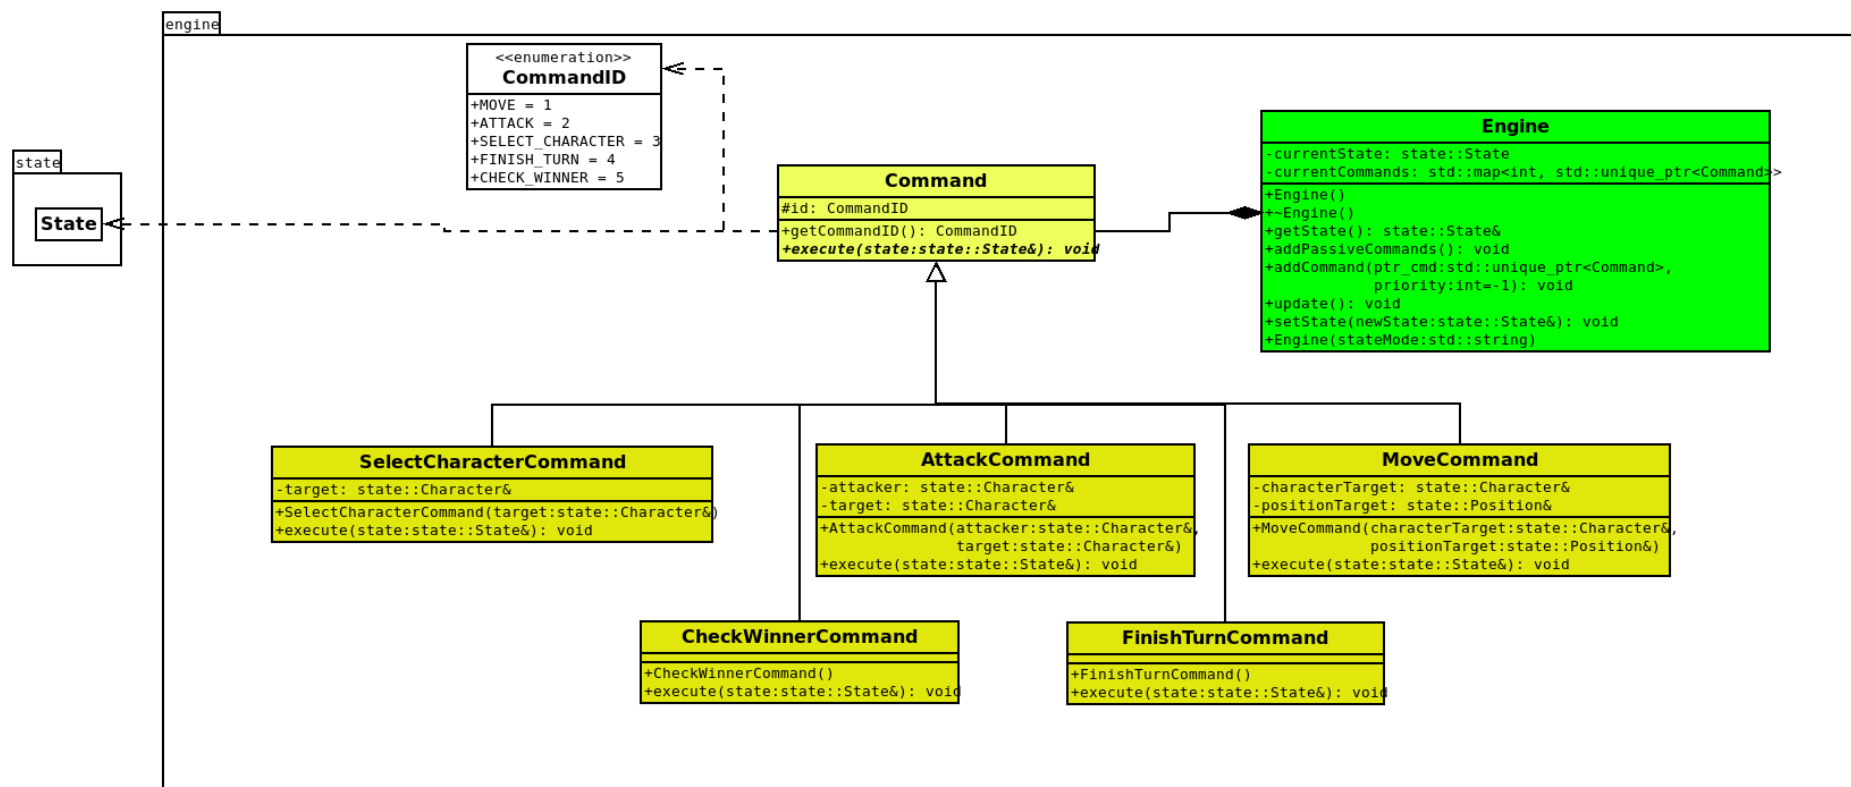 engine
<<enumeration>>
CommandID
+MOVE = 1
+ATTACK = 2
+SELECT_CHARACTER = 3
+FINISH_TURN = 4
+CHECK_WINNER = 5
state
State
Command
#id: CommandID
+getCommandID(): CommandID
+execute(state:state::State&): void
Engine
-currentState: state::State
-currentCommands: std::map<int, std::unique_ptr<Command>>
+Engine()
+~Engine()
+getState(): state::State&
+addPassiveCommands(): void
+addCommand(ptr_cmd:std::unique_ptr<Command>,
priority:int=-1): void
+update(): void
+setState(newState:state::State&): void
+Engine(stateMode:std::string)
SelectCharacterCommand
-target: state::Character&
+SelectCharacterCommand(target:state::Character&)
+execute(state:state::State&): void
AttackCommand
-attacker: state::Character&
-target: state::Character&
+AttackCommand(attacker:state::Character&,
target:state::Character&)
+execute(state:state::State&): void
MoveCommand
-characterTarget: state::Character&
-positionTarget: state::Position&
+MoveCommand(characterTarget:state::Character&,
positionTarget:state::Position&)
+execute(state:state::State&): void
CheckWinnerCommand
+CheckWinnerCommand()
+execute(state:state::State&): void
FinishTurnCommand
+FinishTurnCommand()
+execute(state:state::State&): void